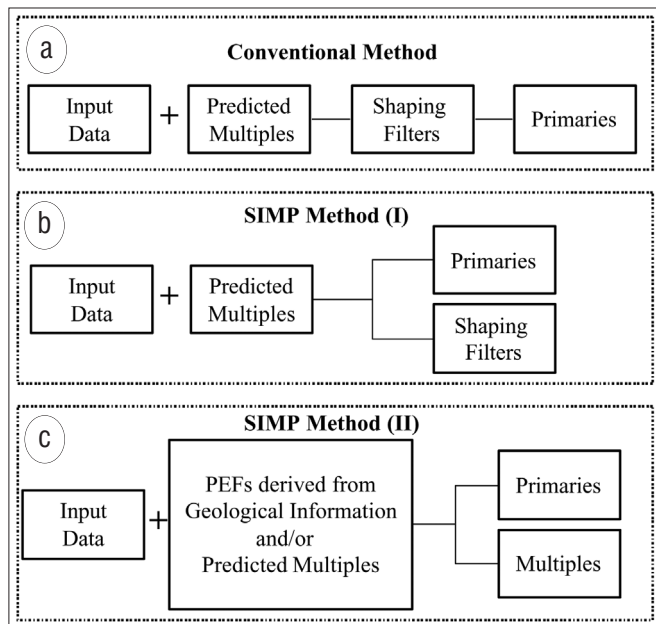 a
Conventional Method
Input
Data
+
Predicted
Multiples
Shaping
Filters
Primaries
b
SIMP Method (I)
Input
Data
+
Predicted
Multiples
Primaries
Shaping
Filters
c
SIMP Method (II)
Input
Data
+
PEFs derived from
Geological Information
and/or
Predicted Multiples
Primaries
Multiples